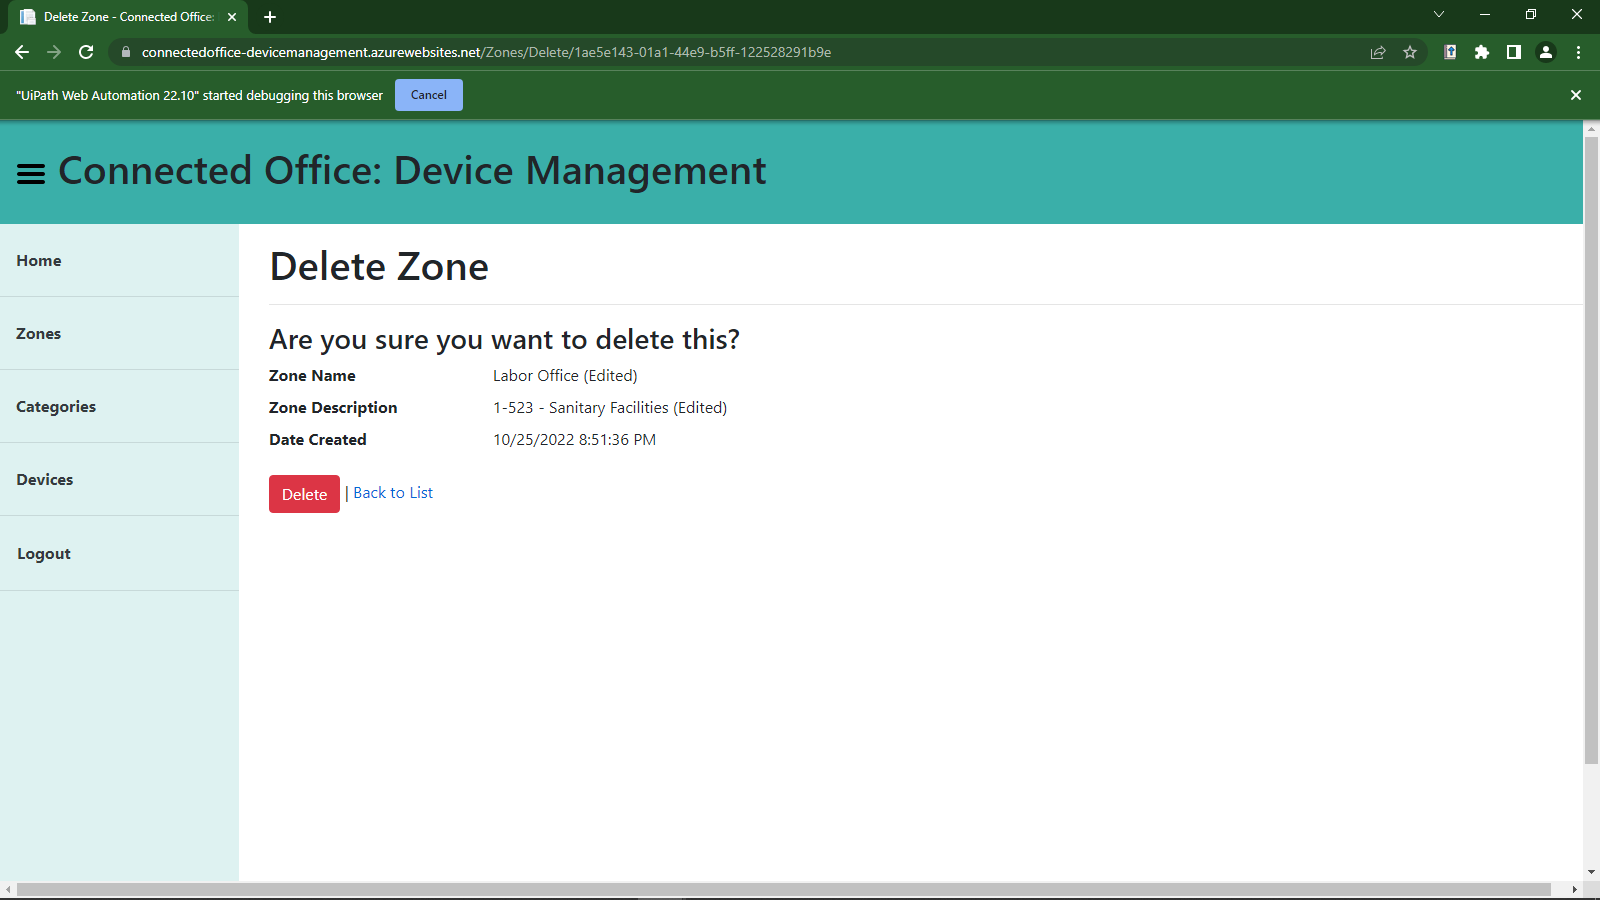 Delete Zone - Connected Office:
connectedoffice-devicemanagement.azurewebsites.net/Zones/Delete/1ae5e143-01a1-44e9-b5ff-122528291b9e
"UiPath Web Automation 22.10" started debugging this browser
Cancel
Connected Office: Device Management
Home
Zones
Categories
Devices
Logout
Delete Zone
Are you sure you want to delete this?
Zone Name Labor Office (Edited)
Zone Description 1-523 - Sanitary Facilities (Edited)
Date Created 10/25/2022 8:51:36 PM
Delete | Back to List